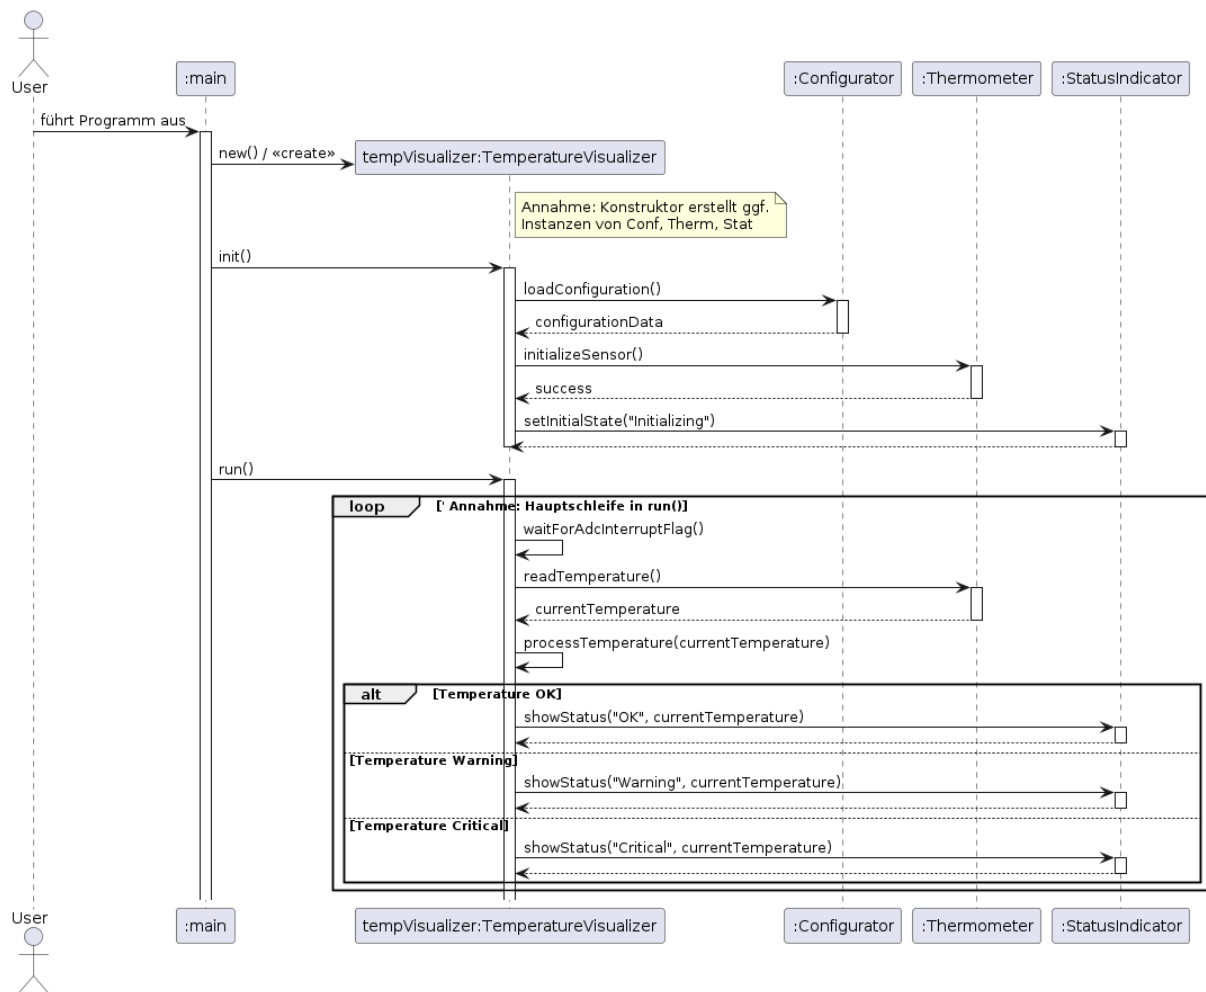 User
:main
:Configurator
:Thermometer
:StatusIndicator
führt Programm aus
new() / «create»
tempVisualizer:TemperatureVisualizer
Annahme: Konstruktor erstellt ggf.
Instanzen von Conf, Therm, Stat
init()
loadConfiguration()
configurationData
initializeSensor()
success
setInitialState("Initializing")
run()
loop
[' Annahme: Hauptschleife in run()]
waitForAdcInterruptFlag()
readTemperature()
currentTemperature
processTemperature(currentTemperature)
alt
[Temperature OK]
showStatus("OK", currentTemperature)
[Temperature Warning]
showStatus("Warning", currentTemperature)
[Temperature Critical]
showStatus("Critical", currentTemperature)
User
:main
tempVisualizer:TemperatureVisualizer
:Configurator
:Thermometer
:StatusIndicator